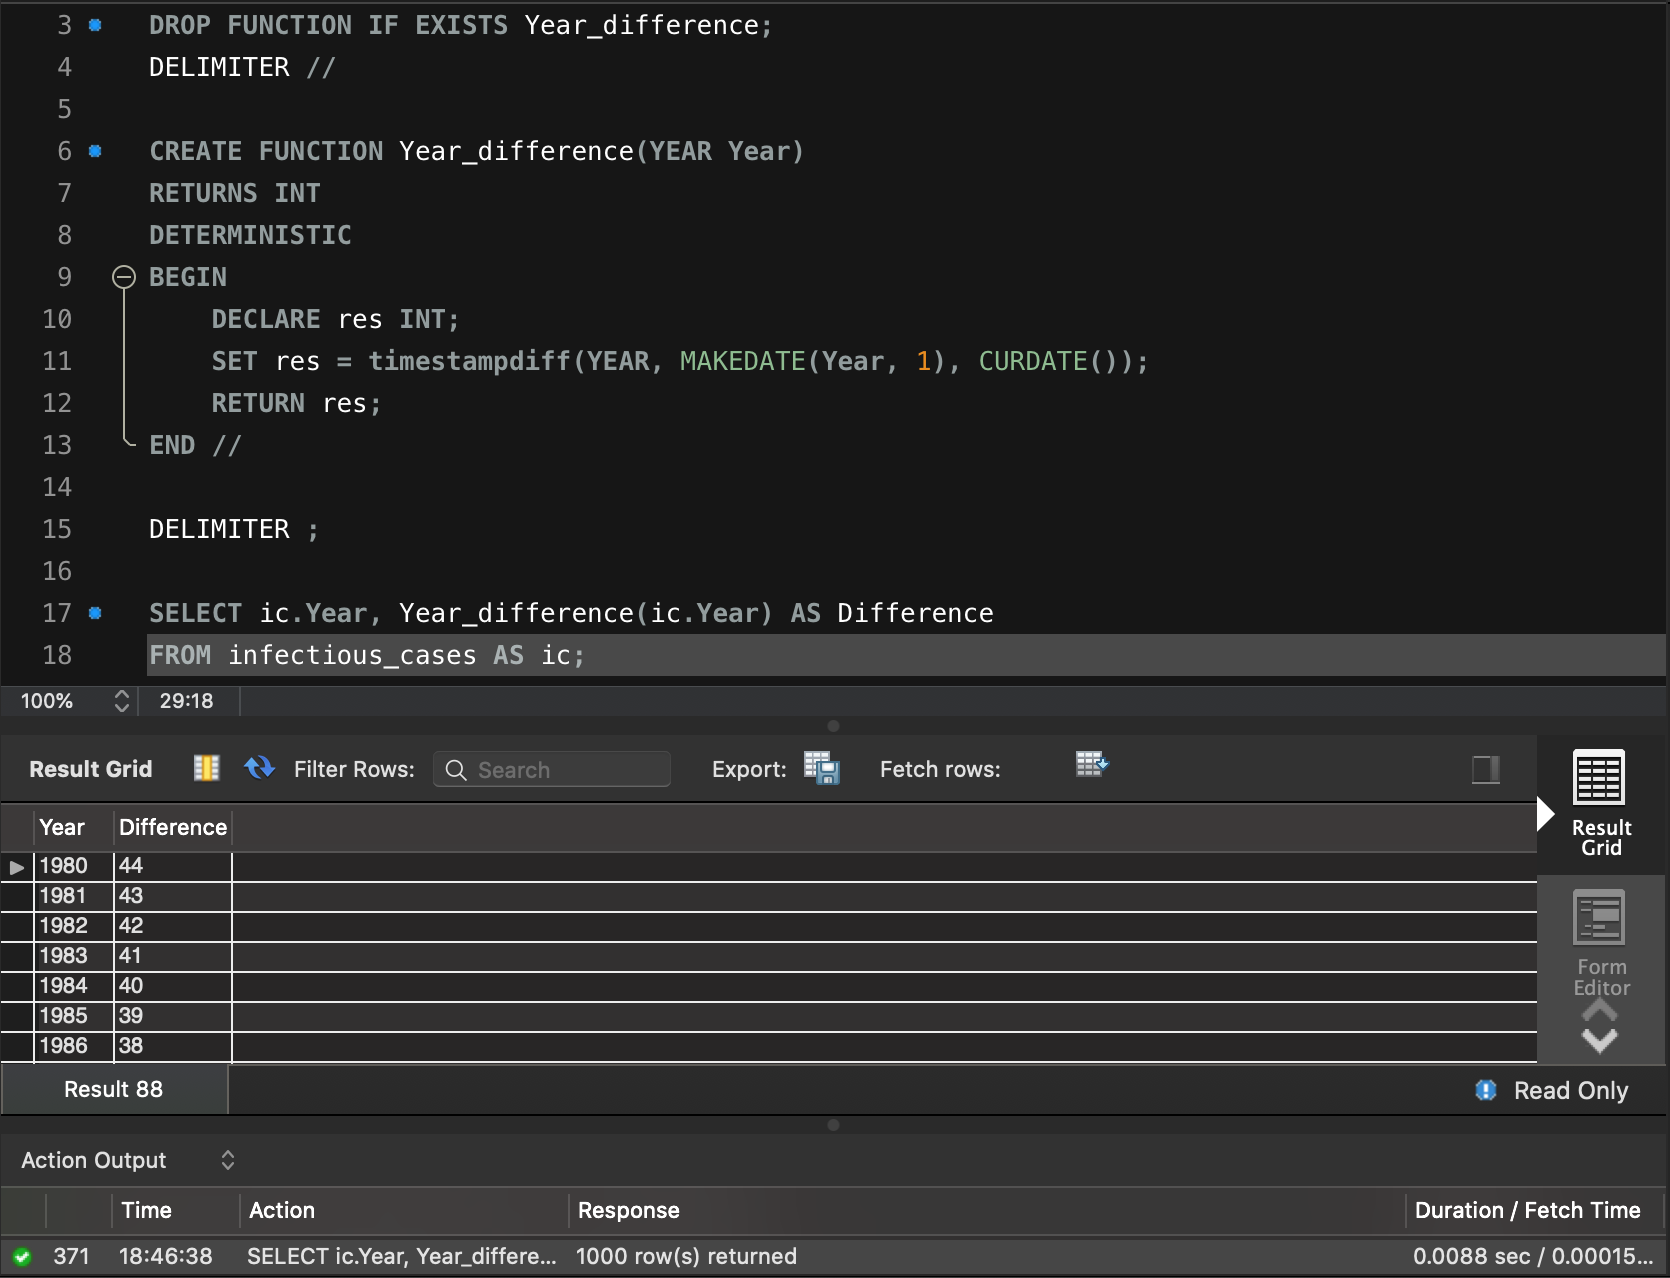 3 DROP FUNCTION IF EXISTS Year_difference;
4 DELIMITER //
5
6 CREATE FUNCTION Year_difference(YEAR Year)
7 RETURNS INT
8 DETERMINISTIC
9 BEGIN
10 DECLARE res INT;
11 SET res = timestampdiff(YEAR, MAKEDATE(Year, 1), CURDATE());
12 RETURN res;
13 END //
14
15 DELIMITER ;
16
17 SELECT ic.Year, Year_difference(ic.Year) AS Difference
18 FROM infectious_cases AS ic;
100% 29:18
Result Grid Filter Rows: Search Export: Fetch rows:
Year Difference
1980 44
1981 43
1982 42
1983 41
1984 40
1985 39
1986 38
Result Grid
Form Editor
Result 88 Read Only
Action Output
Time Action Response Duration / Fetch Time
371 18:46:38 SELECT ic.Year, Year_differe... 1000 row(s) returned 0.0088 sec / 0.00015...